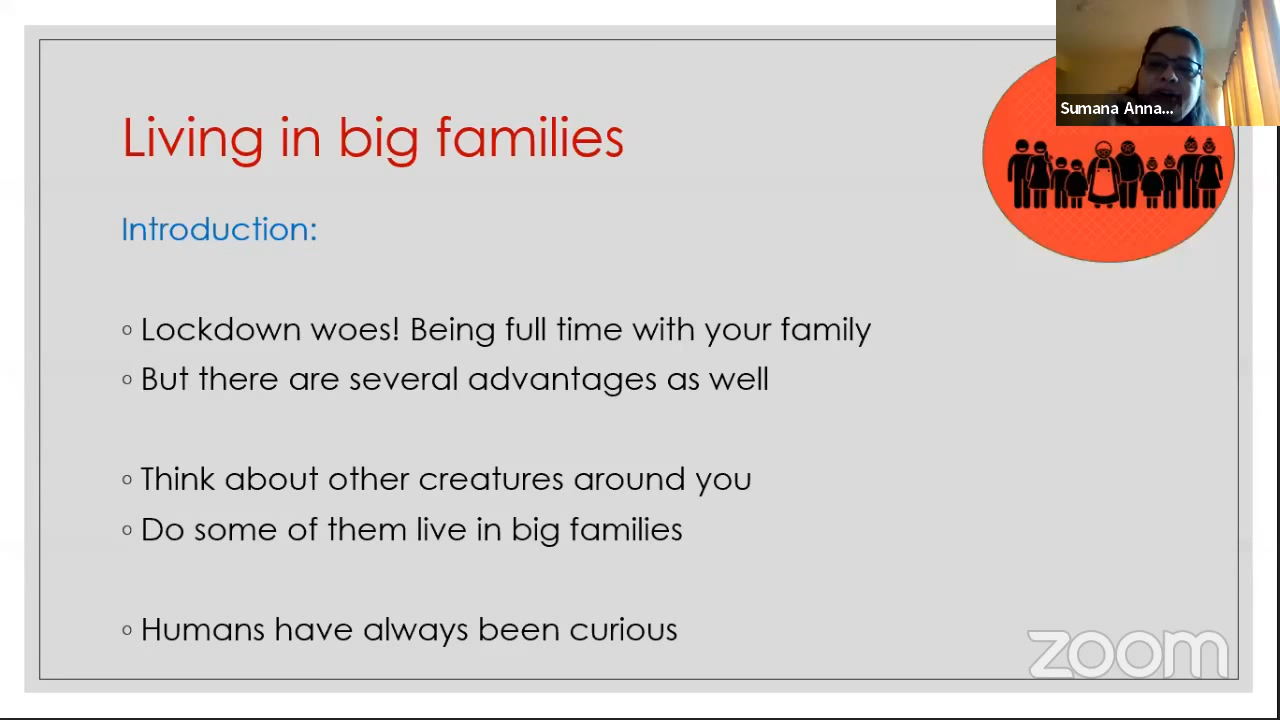 Sumana Anna...
Living in big families
Introduction:
◦ Lockdown woes! Being full time with your family
◦ But there are several advantages as well
◦ Think about other creatures around you
◦ Do some of them live in big families
◦ Humans have always been curious
zoom